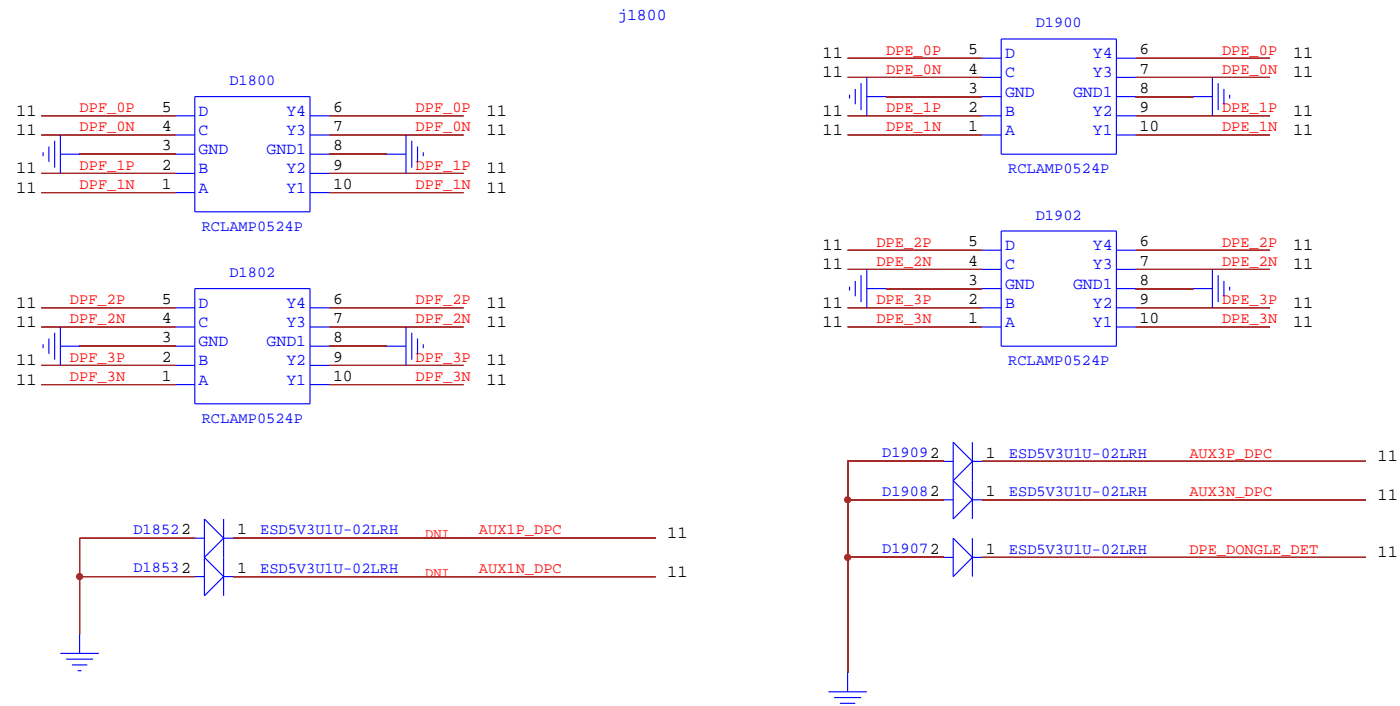 j1800
D1800
11 DPF_0P 5 D Y4 6 DPF_0P 11
11 DPF_0N 4 C Y3 7 DPF_0N 11
3 GND GND1 8
11 DPF_1P 2 B Y2 9 DPF_1P 11
11 DPF_1N 1 A Y1 10 DPF_1N 11
RCLAMP0524P
D1802
11 DPF_2P 5 D Y4 6 DPF_2P 11
11 DPF_2N 4 C Y3 7 DPF_2N 11
3 GND GND1 8
11 DPF_3P 2 B Y2 9 DPF_3P 11
11 DPF_3N 1 A Y1 10 DPF_3N 11
RCLAMP0524P
D1852 2 1 ESD5V3U1U-02LRH DNI AUX1P_DPC 11
D1853 2 1 ESD5V3U1U-02LRH DNI AUX1N_DPC 11
D1900
11 DPE_0P 5 D Y4 6 DPE_0P 11
11 DPE_0N 4 C Y3 7 DPE_0N 11
3 GND GND1 8
11 DPE_1P 2 B Y2 9 DPE_1P 11
11 DPE_1N 1 A Y1 10 DPE_1N 11
RCLAMP0524P
D1902
11 DPE_2P 5 D Y4 6 DPE_2P 11
11 DPE_2N 4 C Y3 7 DPE_2N 11
3 GND GND1 8
11 DPE_3P 2 B Y2 9 DPE_3P 11
11 DPE_3N 1 A Y1 10 DPE_3N 11
RCLAMP0524P
D1909 2 1 ESD5V3U1U-02LRH AUX3P_DPC 11
D1908 2 1 ESD5V3U1U-02LRH AUX3N_DPC 11
D1907 2 1 ESD5V3U1U-02LRH DPE_DONGLE_DET 11